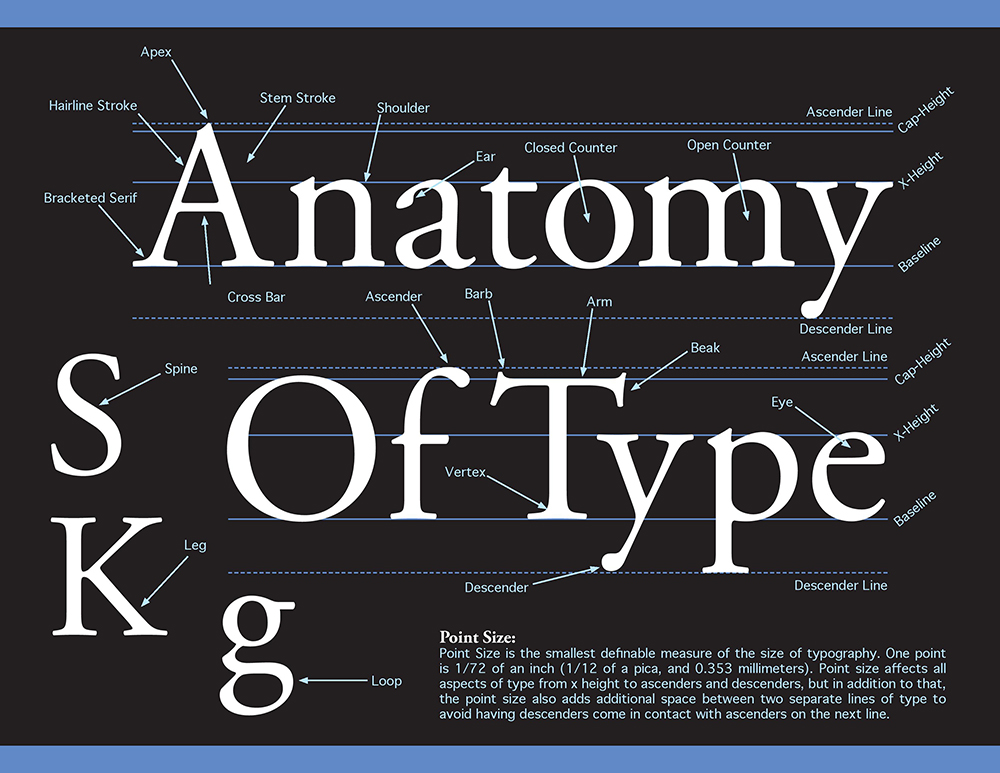 Apex
Hairline Stroke
Stem Stroke
Shoulder
Ascender Line
Cap-Height
Ear
Closed Counter
Open Counter
X-Height
Bracketed Serif
Anatomy
Baseline
Cross Bar
Descender Line
Ascender
Barb
Arm
Beak
Ascender Line
Cap-Height
S
Spine
Eye
X-Height
Of Type
Vertex
Baseline
K
Leg
Descender
Descender Line
g
Loop
Point Size:
Point Size is the smallest definable measure of the size of typography. One point
is 1/72 of an inch (1/12 of a pica, and 0.353 millimeters). Point size affects all
aspects of type from x height to ascenders and descenders, but in addition to that,
the point size also adds additional space between two separate lines of type to
avoid having descenders come in contact with ascenders on the next line.